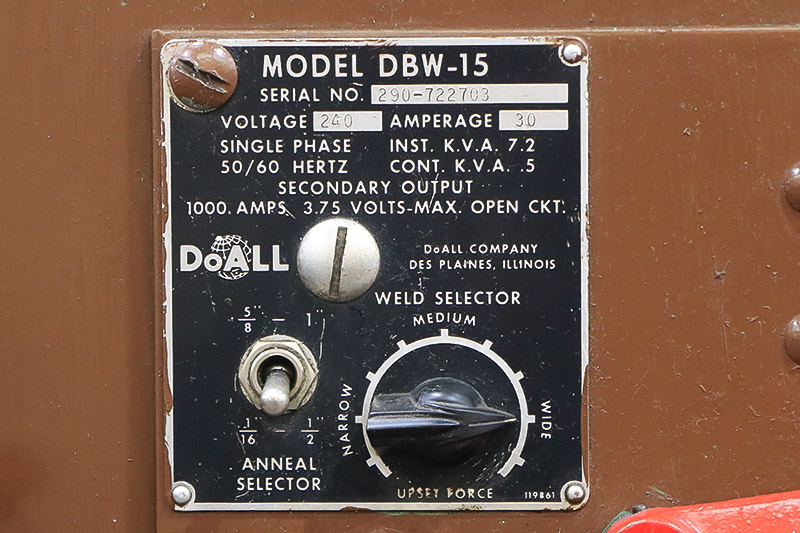 MODEL DBW-15
SERIAL NO. 290-722703
VOLTAGE 240 AMPERAGE 30
SINGLE PHASE INST. K.V.A. 7.2
50/60 HERTZ CONT. K.V.A. .5
SECONDARY OUTPUT
1000 AMPS. 3.75 VOLTS-MAX. OPEN CKT.
DoALL
DoALL COMPANY
DES PLAINES, ILLINOIS
WELD SELECTOR
5/8" – 1"
MEDIUM
NARROW
WIDE
1/16 1/2"
ANNEAL
SELECTOR
UPSET FORCE
119861